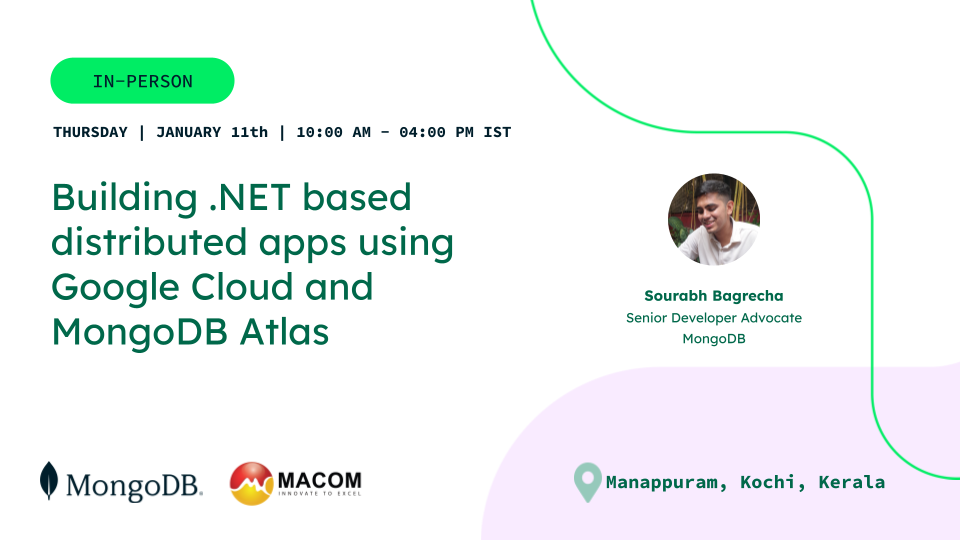 IN-PERSON
THURSDAY | JANUARY 11th | 10:00 AM - 04:00 PM IST
Building .NET based
distributed apps using
Google Cloud and
MongoDB Atlas
Sourabh Bagrecha
Senior Developer Advocate
MongoDB
MongoDB®
MACOM
INNOVATE TO EXCEL
Manappuram, Kochi, Kerala